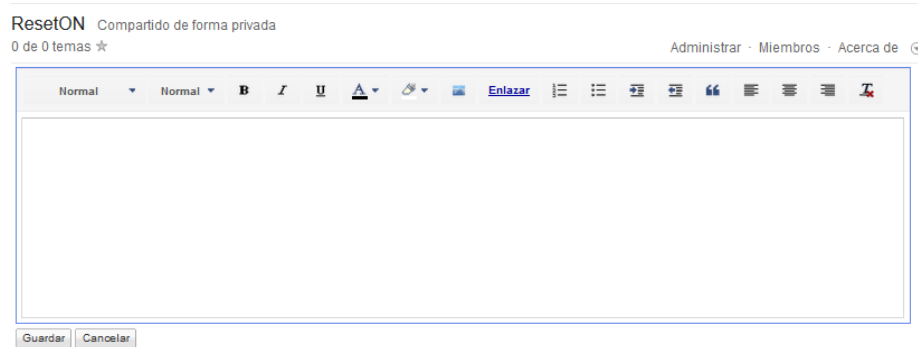 ResetON Compartido de forma privada
0 de 0 temas
Administrar · Miembros · Acerca de
Normal Normal B I U A Enlazar
Guardar Cancelar